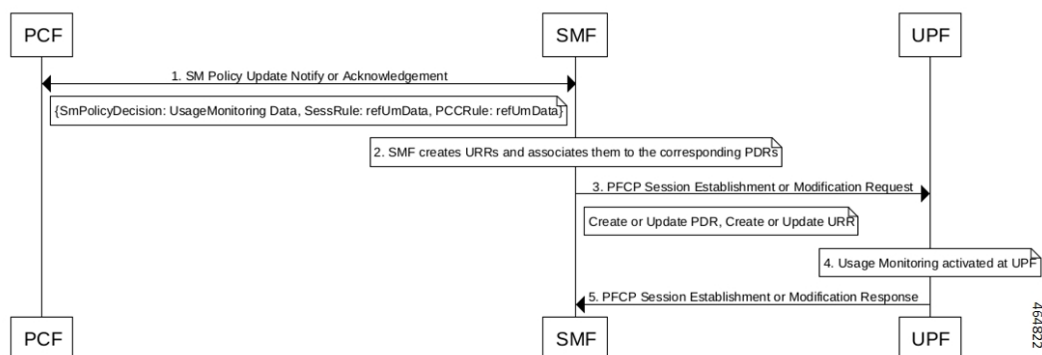 PCF
SMF
UPF
1. SM Policy Update Notify or Acknowledgement
{SmPolicyDecision: UsageMonitoring Data, SessRule: refUmData, PCCRule: refUmData}
2. SMF creates URRs and associates them to the corresponding PDRs
3. PFCP Session Establishment or Modification Request
Create or Update PDR, Create or Update URR
4. Usage Monitoring activated at UPF
5. PFCP Session Establishment or Modification Response
PCF
SMF
UPF
464822